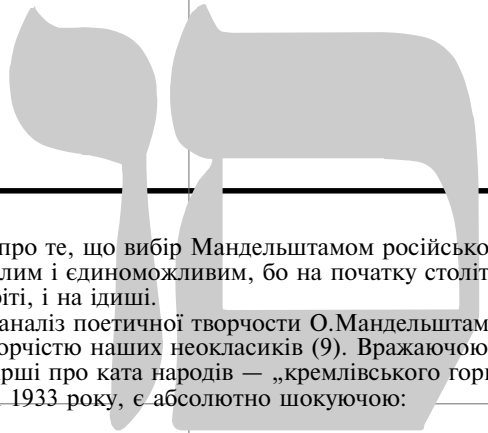 про те, що вибір Мандельштамом російсько
лим і єдиноможливим, бо на початку століт
ріті, і на ідиші.
аналіз поетичної творчости О.Мандельштам
орчістю наших неокласиків (9). Вражаючою
рші про ката народів — „кремлівського гор
1933 року, є абсолютно шокуючою: